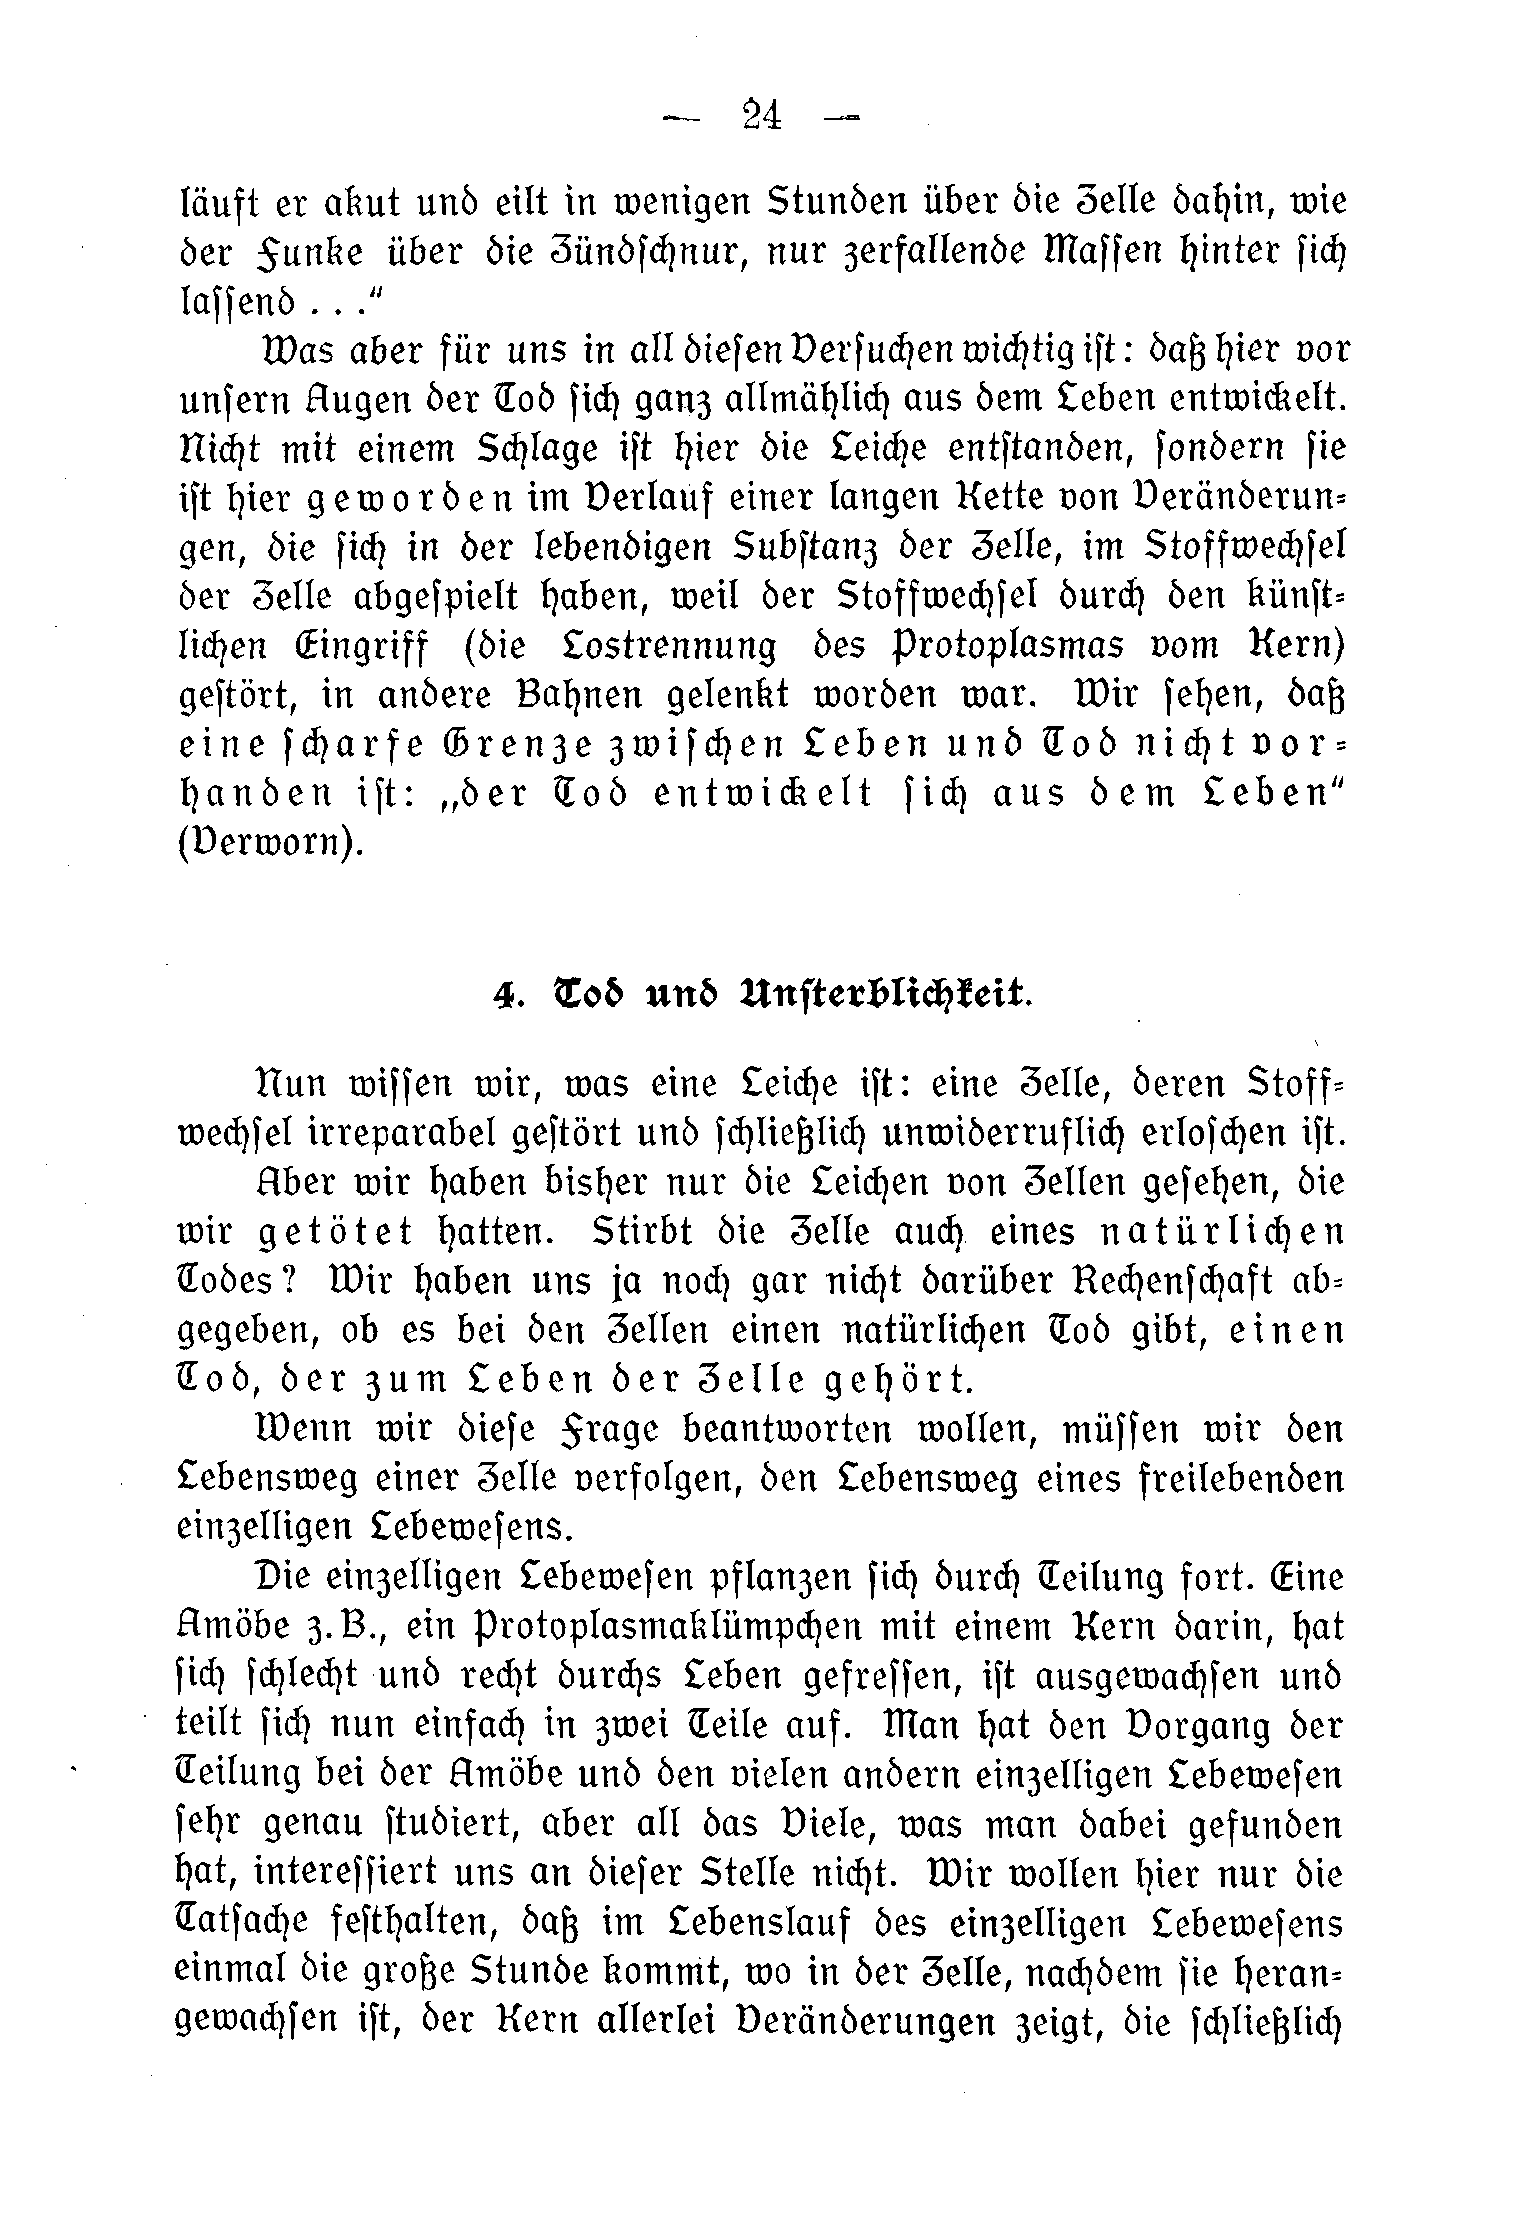 — 24 —
läuft er akut und eilt in wenigen Stunden über die Zelle dahin, wie
der Funke über die Zündſchnur, nur zerfallende Maſſen hinter ſich
laſſend . . .“
Was aber für uns in all dieſen Verſuchen wichtig iſt: daß hier vor
unſern Augen der Tod ſich ganz allmählich aus dem Leben entwickelt.
Nicht mit einem Schlage iſt hier die Leiche entſtanden, ſondern ſie
iſt hier geworden im Verlauf einer langen Kette von Veränderun-
gen, die ſich in der lebendigen Subſtanz der Zelle, im Stoffwechſel
der Zelle abgeſpielt haben, weil der Stoffwechſel durch den künſt-
lichen Eingriff (die Lostrennung des Protoplasmas vom Kern)
geſtört, in andere Bahnen gelenkt worden war. Wir ſehen, daß
eine ſcharfe Grenze zwiſchen Leben und Tod nicht vor-
handen iſt: „der Tod entwickelt ſich aus dem Leben“
(Verworn).
4. Tod und Unſterblichkeit.
Nun wiſſen wir, was eine Leiche iſt: eine Zelle, deren Stoff-
wechſel irreparabel geſtört und ſchließlich unwiderruflich erloſchen iſt.
Aber wir haben bisher nur die Leichen von Zellen geſehen, die
wir getötet hatten. Stirbt die Zelle auch eines natürlichen
Todes? Wir haben uns ja noch gar nicht darüber Rechenſchaft ab-
gegeben, ob es bei den Zellen einen natürlichen Tod gibt, einen
Tod, der zum Leben der Zelle gehört.
Wenn wir dieſe Frage beantworten wollen, müſſen wir den
Lebensweg einer Zelle verfolgen, den Lebensweg eines freilebenden
einzelligen Lebeweſens.
Die einzelligen Lebeweſen pflanzen ſich durch Teilung fort. Eine
Amöbe z. B., ein Protoplasmaklümpchen mit einem Kern darin, hat
ſich ſchlecht und recht durchs Leben gefreſſen, iſt ausgewachſen und
teilt ſich nun einfach in zwei Teile auf. Man hat den Vorgang der
Teilung bei der Amöbe und den vielen andern einzelligen Lebeweſen
ſehr genau ſtudiert, aber all das Viele, was man dabei gefunden
hat, intereſſiert uns an dieſer Stelle nicht. Wir wollen hier nur die
Tatſache feſthalten, daß im Lebenslauf des einzelligen Lebeweſens
einmal die große Stunde kommt, wo in der Zelle, nachdem ſie heran-
gewachſen iſt, der Kern allerlei Veränderungen zeigt, die ſchließlich